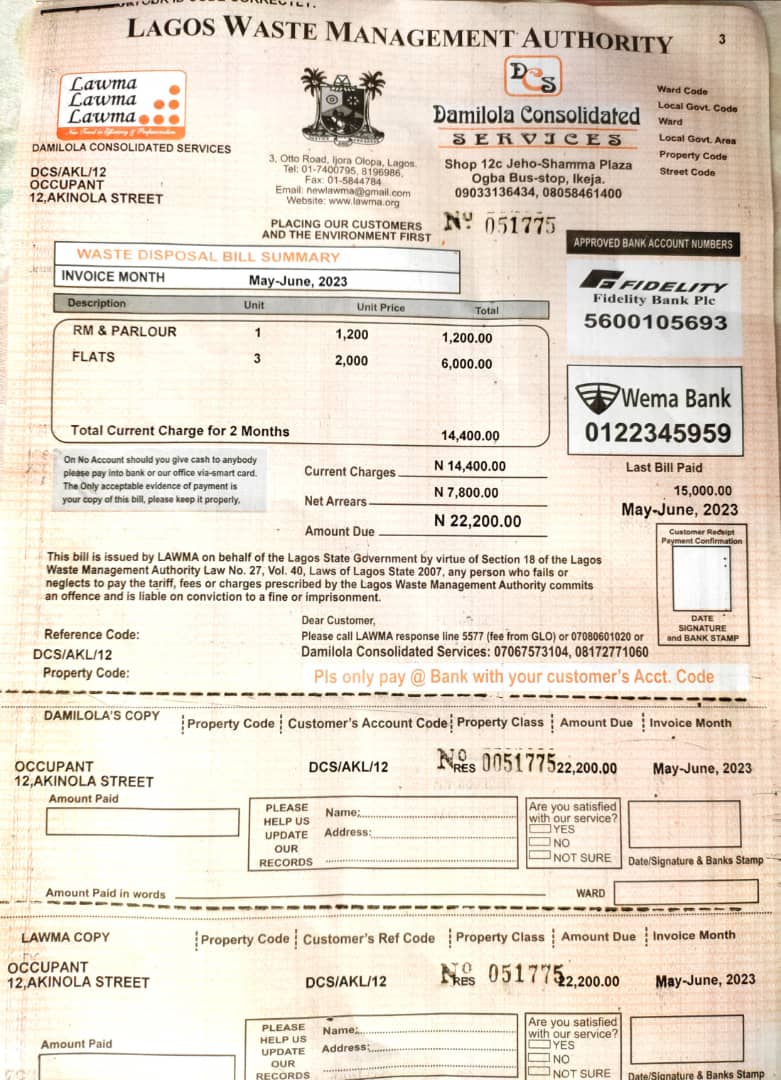 LAGOS WASTE MANAGEMENT AUTHORITY
3
Lawma
Lawma
Lawma
DAMILOLA CONSOLIDATED SERVICES
DCS/AKL/12
OCCUPANT
12,AKINOLA STREET
3, Otto Road, Ijora Olopa, Lagos.
Tel: 01-7400795, 8196986,
Fax: 01-5844784
Email: newlawma@gmail.com
Website: www.lawma.org
DCS
Damilola Consolidated
SERVICES
Shop 12c Jeho-Shamma Plaza
Ogba Bus-stop, Ikeja.
09033136434, 08058461400
Ward Code
Local Govt. Code
Ward
Local Govt. Area
Property Code
Street Code
PLACING OUR CUSTOMERS
AND THE ENVIRONMENT FIRST
No 051775
WASTE DISPOSAL BILL SUMMARY
INVOICE MONTH May-June, 2023
Description Unit Unit Price Total
RM & PARLOUR 1 1,200 1,200.00
FLATS 3 2,000 6,000.00
Total Current Charge for 2 Months 14,400.00
APPROVED BANK ACCOUNT NUMBERS
FIDELITY
Fidelity Bank Plc
5600105693
Wema Bank
0122345959
On No Account should you give cash to anybody
please pay into bank or our office via-smart card.
The Only acceptable evidence of payment is
your copy of this bill, please keep it properly,
Current Charges N 14,400.00
Net Arrears N 7,800.00
Amount Due N 22,200.00
Last Bill Paid
15,000.00
May-June, 2023
Customer Receipt
Payment Confirmation
DATE
SIGNATURE
and BANK STAMP
This bill is issued by LAWMA on behalf of the Lagos State Government by virtue of Section 18 of the Lagos
Waste Management Authority Law No. 27, Vol. 40, Laws of Lagos State 2007, any person who fails or
neglects to pay the tariff, fees or charges prescribed by the Lagos Waste Management Authority commits
an offence and is liable on conviction to a fine or imprisonment.
Dear Customer,
Reference Code: Please call LAWMA response line 5577 (fee from GLO) or 07080601020 or
DCS/AKL/12 Damilola Consolidated Services: 07067573104, 08172771060
Property Code: Pls only pay @ Bank with your customer's Acct. Code
DAMILOLA'S COPY Property Code Customer's Account Code Property Class Amount Due Invoice Month
OCCUPANT DCS/AKL/12 No RES 0051775 22,200.00 May-June, 2023
12,AKINOLA STREET
Amount Paid
PLEASE
HELP US
UPDATE
OUR
RECORDS
Name:
Address:
Are you satisfied
with our service?
YES
NO
NOT SURE
Date/Signature & Banks Stamp
Amount Paid in words WARD
LAWMA COPY Property Code Customer's Ref Code Property Class Amount Due Invoice Month
OCCUPANT DCS/AKL/12 No RES 051775 22,200.00 May-June, 2023
12,AKINOLA STREET
Amount Paid
PLEASE
HELP US
UPDATE
OUR
RECORDS
Name:
Address:
Are you satisfied
with our service?
YES
NO
NOT SURE
Date/Signature & Banks Stamp